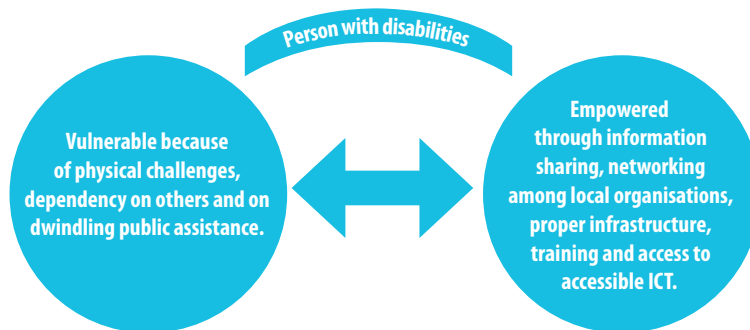 Person with disabilities
Vulnerable because
of physical challenges,
dependency on others and on
dwindling public assistance.
Empowered
through information
sharing, networking
among local organisations,
proper infrastructure,
training and access to
accessible ICT.